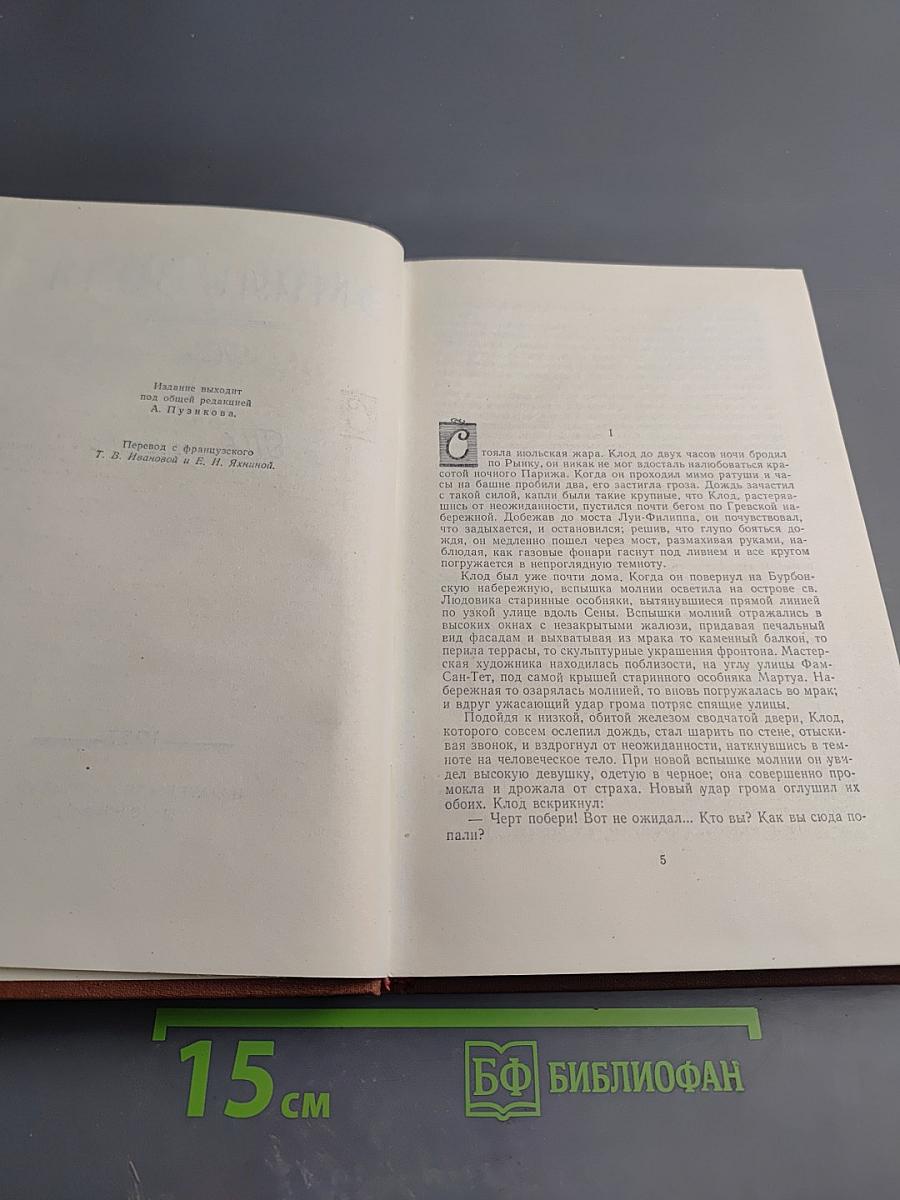 Издание выходит
под общей редакцией
А. Пузикова.
Перевод с французского
Т. В. Ивановой и Е. И. Яхниной.
I
Стояла июльская жара. Клод до двух часов ночи бродил
по Рынку, он никак не мог вдосталь налюбоваться кра-
сотой ночного Парижа. Когда он проходил мимо ратуши и ча-
сы на башне пробили два, его застигла гроза. Дождь зачастил
с такой силой, капли были такие крупные, что Клод, растеряв-
шись от неожиданности, пустился почти бегом по Гревской на-
бережной. Добежав до моста Луи-Филиппа, он почувствовал,
что задыхается, и остановился; решив, что глупо бояться до-
ждя, он медленно пошел через мост, размахивая руками, на-
блюдая, как газовые фонари гаснут под ливнем и все кругом
погружается в непроглядную темноту.
Клод был уже почти дома. Когда он повернул на Бурбон-
скую набережную, вспышка молнии осветила на острове св.
Людовика старинные особняки, вытянувшиеся прямой линией
по узкой улице вдоль Сены. Вспышки молний отражались в
высоких окнах с незакрытыми жалюзи, придавая печальный
вид фасадам и выхватывая из мрака то каменный балкон, то
перила террасы, то скульптурные украшения фронтона. Мастер-
ская художника находилась поблизости, на углу улицы Фам-
Сан-Тет, под самой крышей старинного особняка Мартуа. На-
бережная то озарялась молнией, то вновь погружалась во мрак;
и вдруг ужасающий удар грома потряс спящие улицы.
Подойдя к низкой, обитой железом сводчатой двери, Клод,
которого совсем ослепил дождь, стал шарить по стене, отыски-
вая звонок, и вздрогнул от неожиданности, наткнувшись в тем-
ноте на человеческое тело. При новой вспышке молнии он уви-
дел высокую девушку, одетую в черное; она совершенно про-
мокла и дрожала от страха. Новый удар грома оглушил их
обоих. Клод вскрикнул:
— Черт побери! Вот не ожидал... Кто вы? Как вы сюда по-
пали?
5
15 см
БФ БИБЛИОФАН